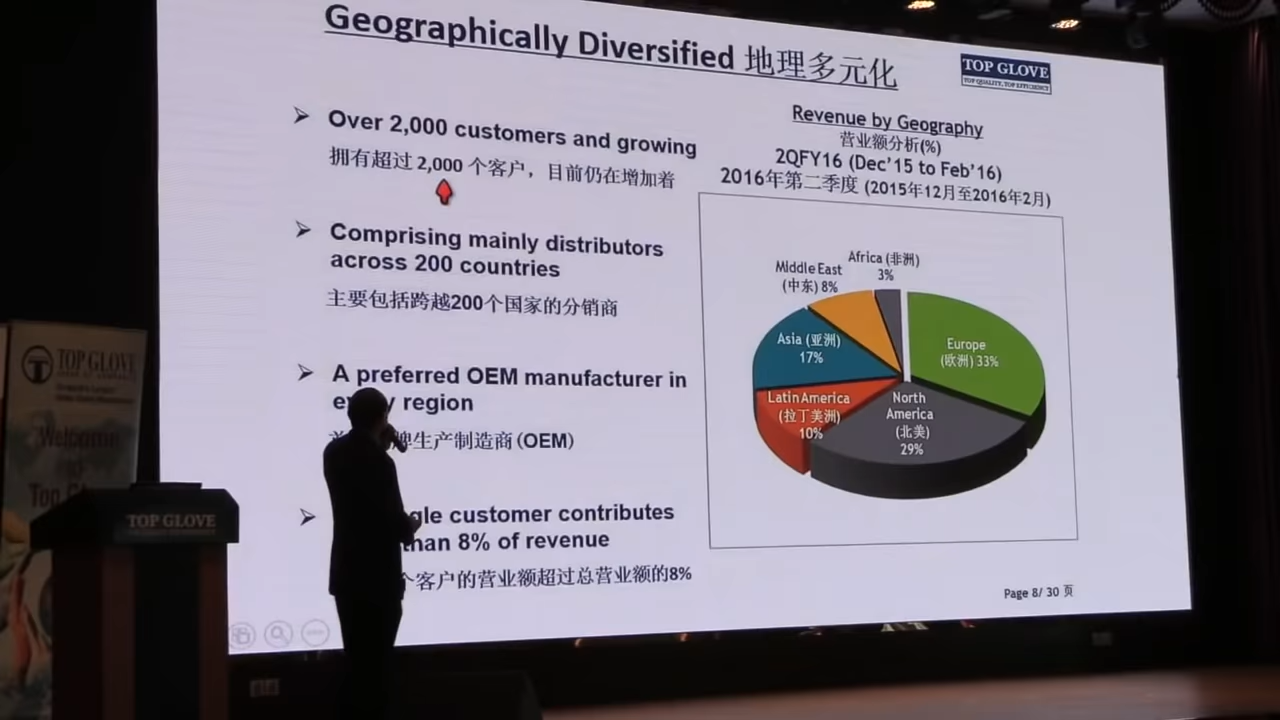 Geographically Diversified 地理多元化
TOP GLOVE
TOP QUALITY, TOP EFFICIENCY
Over 2,000 customers and growing
拥有超过 2,000 个客户，目前仍在增加着
Comprising mainly distributors
across 200 countries
主要包括跨越200个国家的分销商
A preferred OEM manufacturer in
region
牌生产制造商(OEM)
customer contributes
than 8% of revenue
个客户的营业额超过总营业额的8%
Revenue by Geography
营业额分析(%)
2QFY16 (Dec'15 to Feb'16)
2016年第二季度 (2015年12月至2016年2月)
Africa (非洲)
3%
Middle East
(中东) 8%
Asia (亚洲)
17%
Europe
(欧洲) 33%
Latin America
(拉丁美洲)
10%
North
America
(北美)
29%
Page 8/ 30 页
TOP GLOVE
Welcome
Top
TOP GLOVE